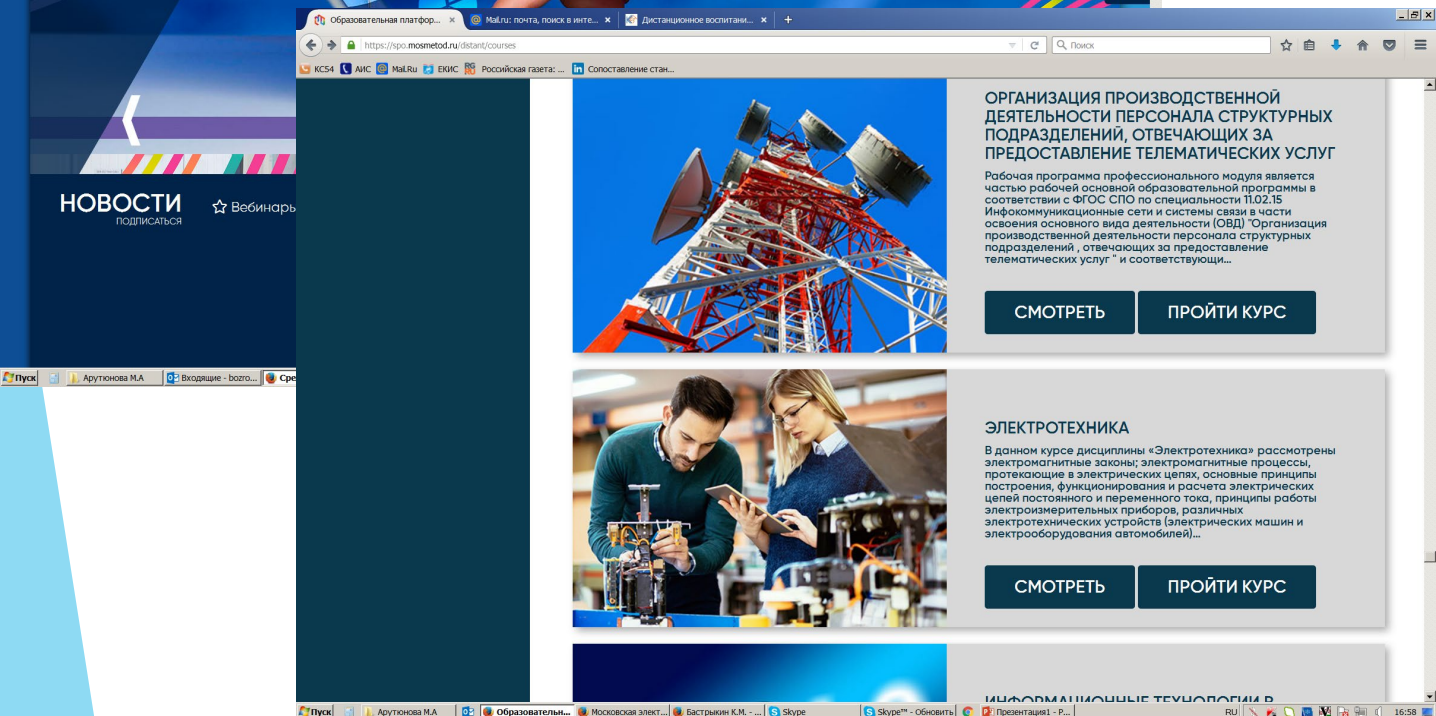 Образовательная платфор...
Mail.ru: почта, поиск в инте...
Дистанционное воспитани...
https://spo.mosmetod.ru/distant/courses
Поиск
КС54 АИС Mail.Ru ЕКИС Российская газета: ... Сопоставление стан...
ОРГАНИЗАЦИЯ ПРОИЗВОДСТВЕННОЙ
ДЕЯТЕЛЬНОСТИ ПЕРСОНАЛА СТРУКТУРНЫХ
ПОДРАЗДЕЛЕНИЙ, ОТВЕЧАЮЩИХ ЗА
ПРЕДОСТАВЛЕНИЕ ТЕЛЕМАТИЧЕСКИХ УСЛУГ
Рабочая программа профессионального модуля является
частью рабочей основной образовательной программы в
соответствии с ФГОС СПО по специальности 11.02.15
Инфокоммуникационные сети и системы связи в части
освоения основного вида деятельности (ОВД) "Организация
производственной деятельности персонала структурных
подразделений , отвечающих за предоставление
телематических услуг " и соответствующи...
СМОТРЕТЬ ПРОЙТИ КУРС
НОВОСТИ
ПОДПИСАТЬСЯ
Вебинары
Пуск Арутюнова М.А Входящие - bozro... Сре
ЭЛЕКТРОТЕХНИКА
В данном курсе дисциплины «Электротехника» рассмотрены
электромагнитные законы; электромагнитные процессы,
протекающие в электрических цепях, основные принципы
построения, функционирования и расчета электрических
цепей постоянного и переменного тока, принципы работы
электроизмерительных приборов, различных
электротехнических устройств (электрических машин и
электрооборудования автомобилей)...
СМОТРЕТЬ ПРОЙТИ КУРС
ИНФОРМАЦИОННЫЕ ТЕХНОЛОГИИ В
Пуск Арутюнова М.А Образовательн... Московская элект... Бастрыкин К.М. - ... Skype Skype™ - Обновить Презентация1 - P... RU 16:58